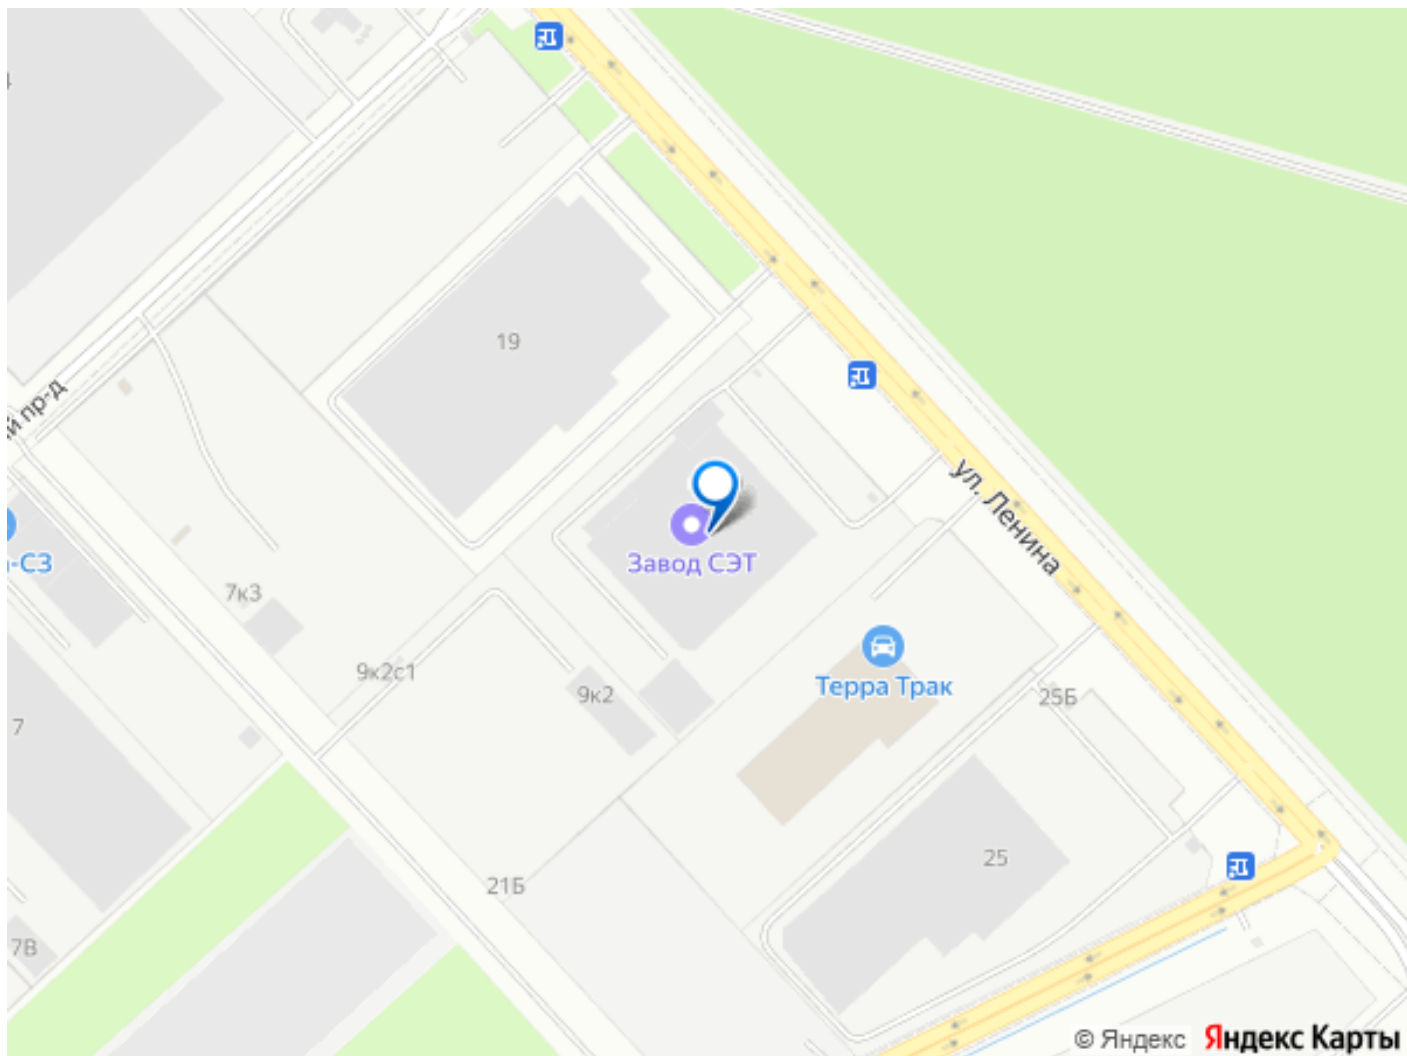 19
й пр-д
ул. Ленина
Завод СЭТ
-СЗ
7к3
9к2с1
Терра Трак
9к2
25Б
7
25
21Б
7В
© Яндекс Яндекс Карты